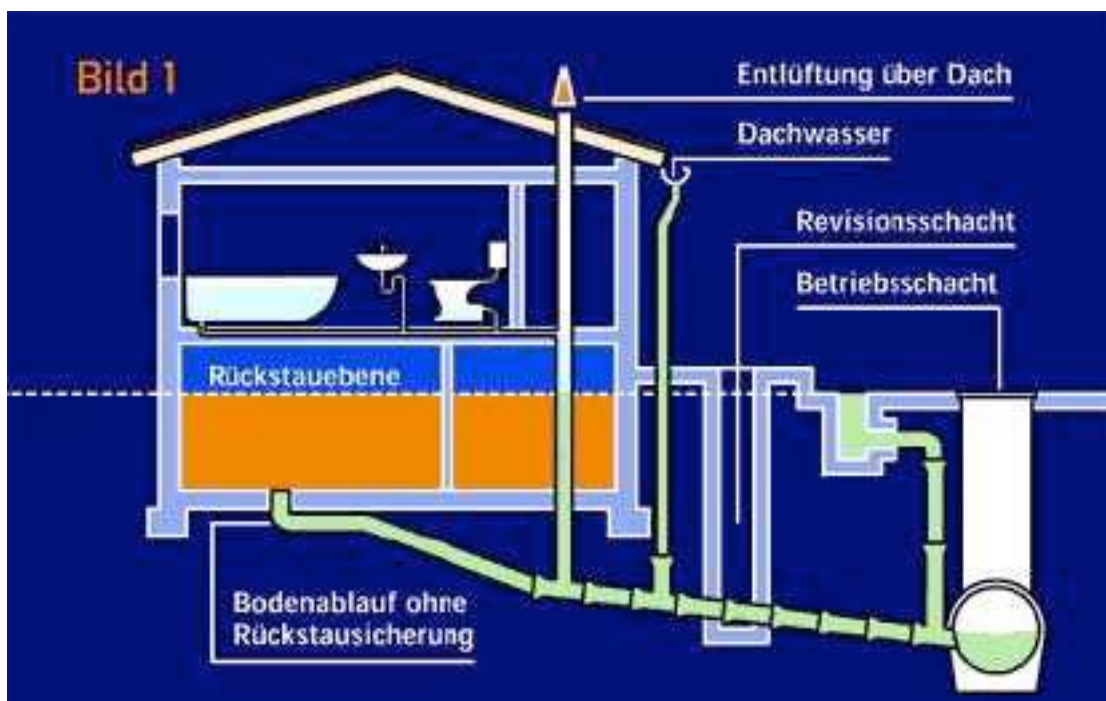 Bild 1
Entlüftung über Dach
Dachwasser
Revisionsschacht
Betriebsschacht
Rückstauebene
Bodenablauf ohne
Rückstausicherung